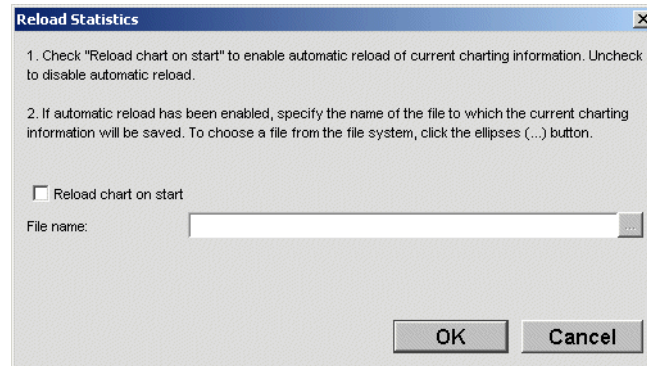 Reload Statistics
1. Check "Reload chart on start" to enable automatic reload of current charting information. Uncheck
to disable automatic reload.
2. If automatic reload has been enabled, specify the name of the file to which the current charting
information will be saved. To choose a file from the file system, click the ellipses (...) button.
Reload chart on start
File name:
...
OK Cancel